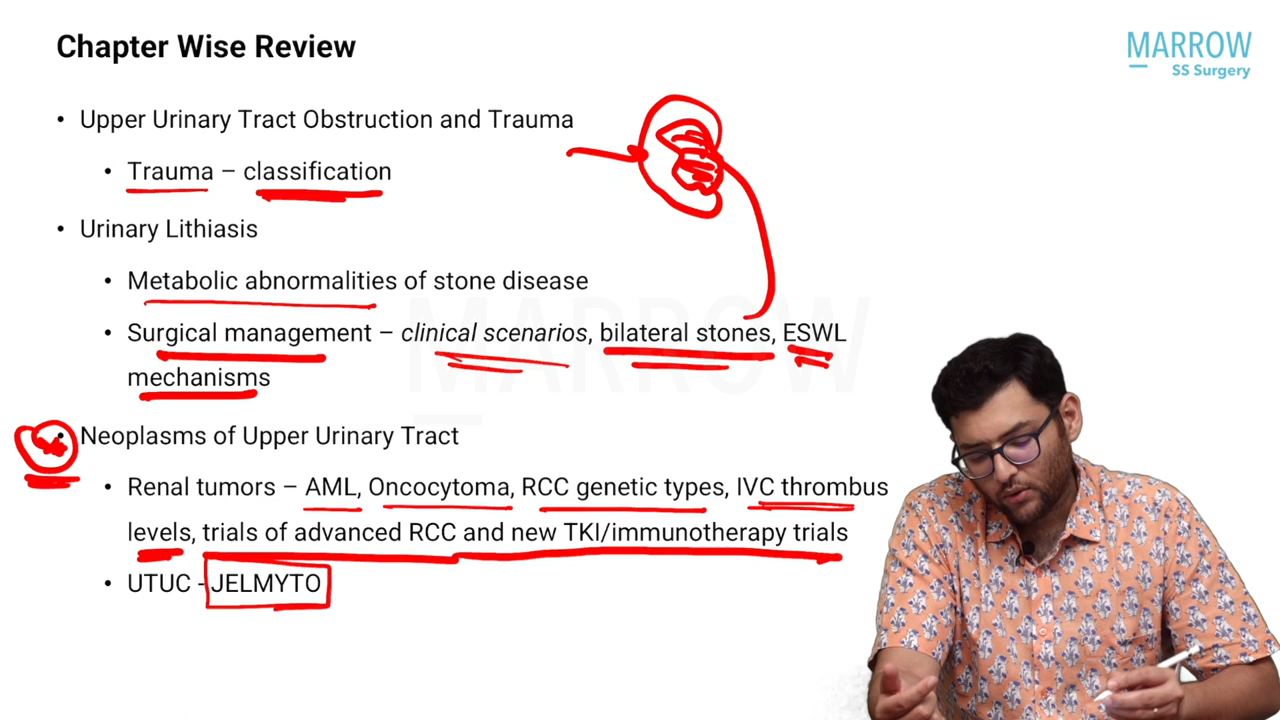 Chapter Wise Review
MARROW
SS Surgery
• Upper Urinary Tract Obstruction and Trauma
• Trauma – classification
• Urinary Lithiasis
• Metabolic abnormalities of stone disease
• Surgical management – clinical scenarios, bilateral stones, ESWL
mechanisms
• Neoplasms of Upper Urinary Tract
• Renal tumors – AML, Oncocytoma, RCC genetic types, IVC thrombus
levels, trials of advanced RCC and new TKI/immunotherapy trials
• UTUC - JELMYTO
MARROW